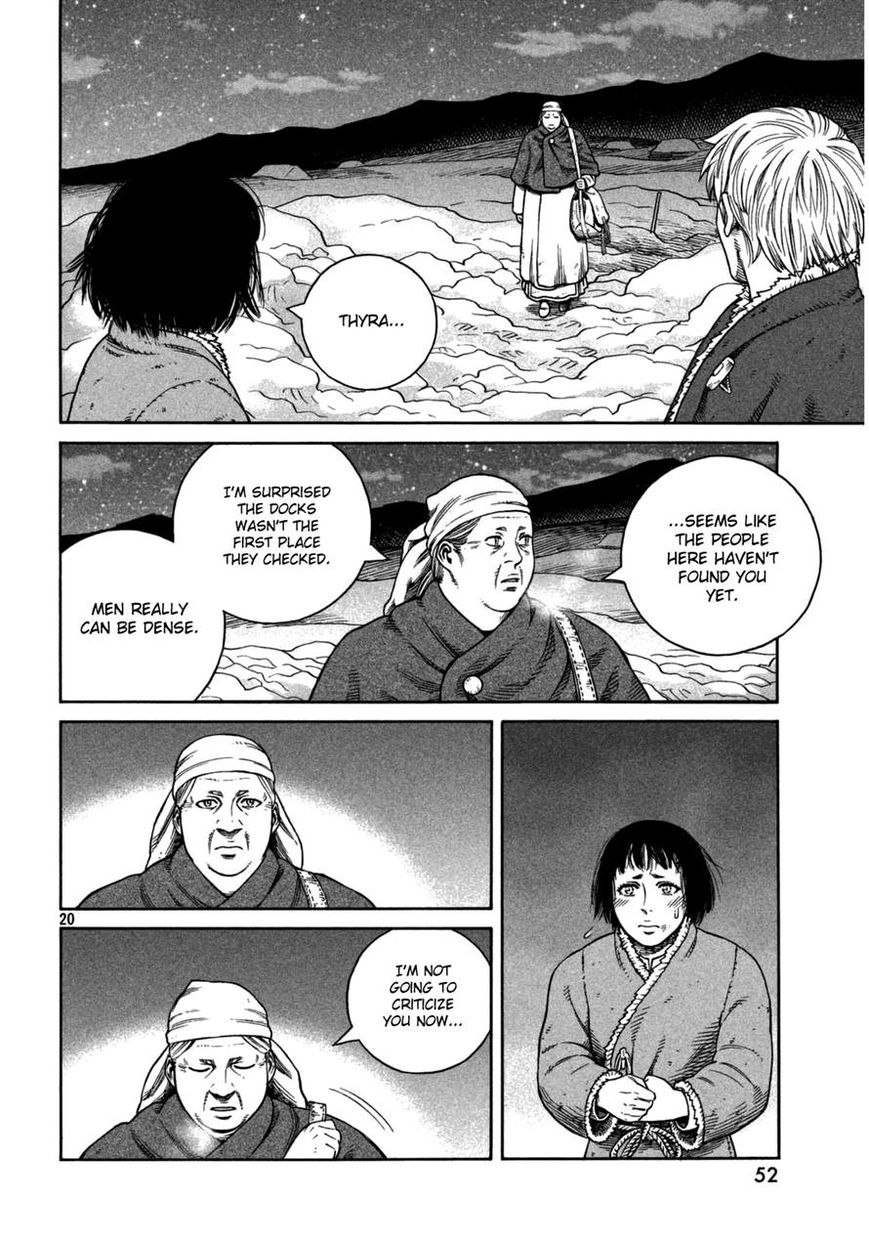 THYRA...
...SEEMS LIKE
THE PEOPLE
HERE HAVEN'T
FOUND YOU
YET.
I'M SURPRISED
THE DOCKS
WASN'T THE
FIRST PLACE
THEY CHECKED.
MEN REALLY
CAN BE DENSE.
20
I'M NOT
GOING TO
CRITICIZE
YOU NOW...
52